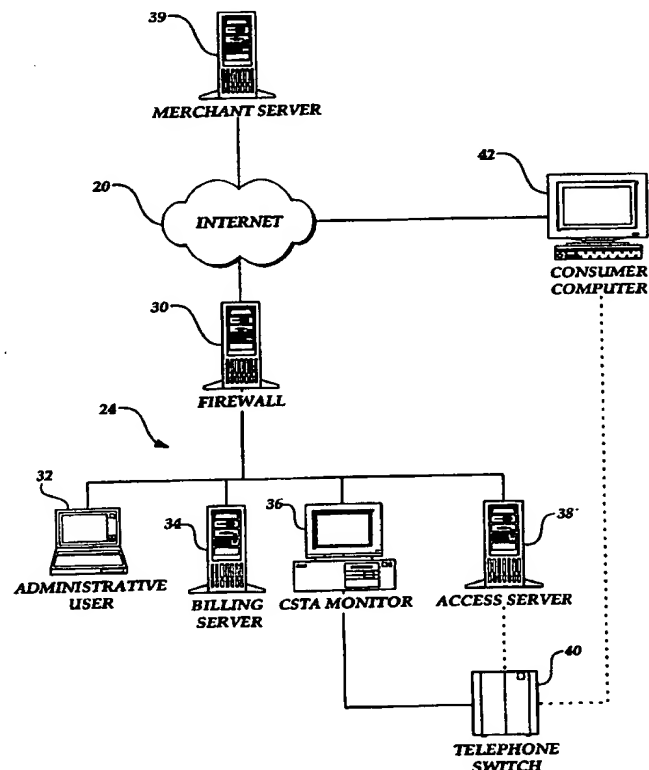 39
MERCHANT SERVER
42
20
INTERNET
CONSUMER
COMPUTER
30
FIREWALL
24
32
34
36
38
ADMINISTRATIVE
USER
BILLING
SERVER
CSTA MONITOR
ACCESS SERVER
40
TELEPHONE
SWITCH